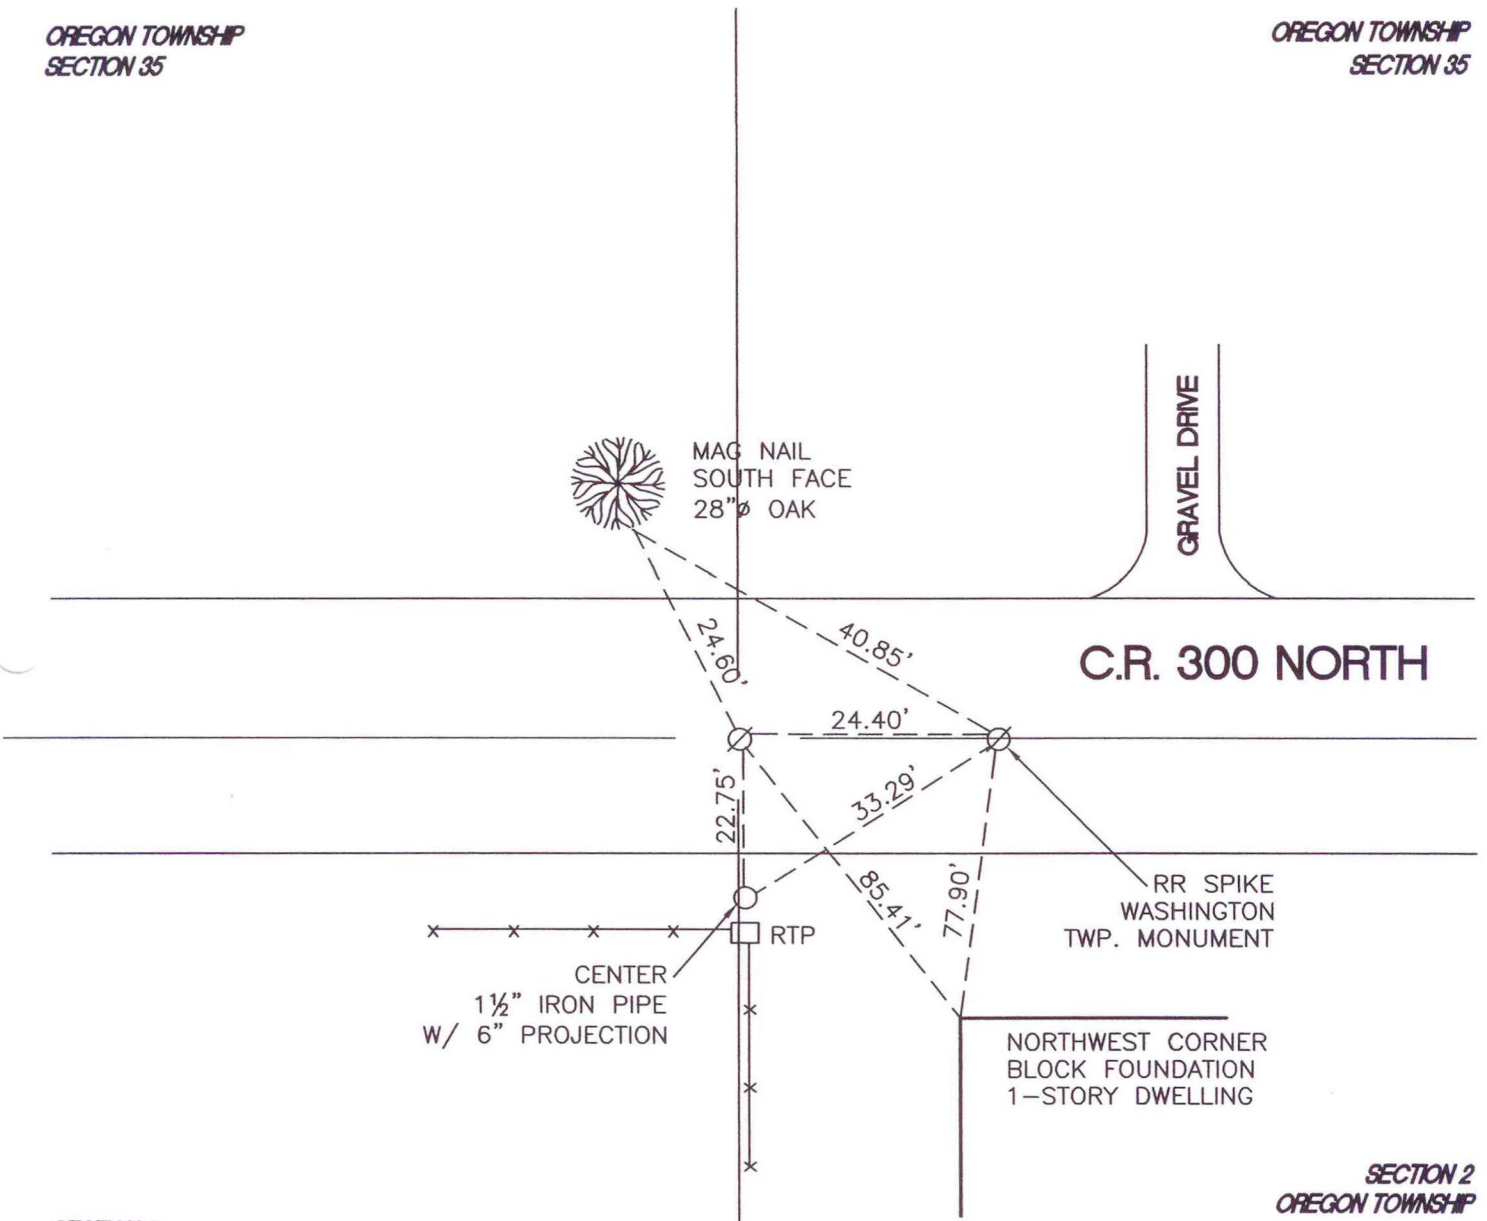 OREGON TOWNSHIP
SECTION 35
OREGON TOWNSHIP
SECTION 35
MAG NAIL
SOUTH FACE
28"ø OAK
GRAVEL DRIVE
24.60'
40.85'
C.R. 300 NORTH
24.40'
22.75'
33.29'
85.41'
77.90'
RR SPIKE
WASHINGTON
TWP. MONUMENT
RTP
CENTER
1½" IRON PIPE
W/ 6" PROJECTION
NORTHWEST CORNER
BLOCK FOUNDATION
1-STORY DWELLING
SECTION 2
OREGON TOWNSHIP